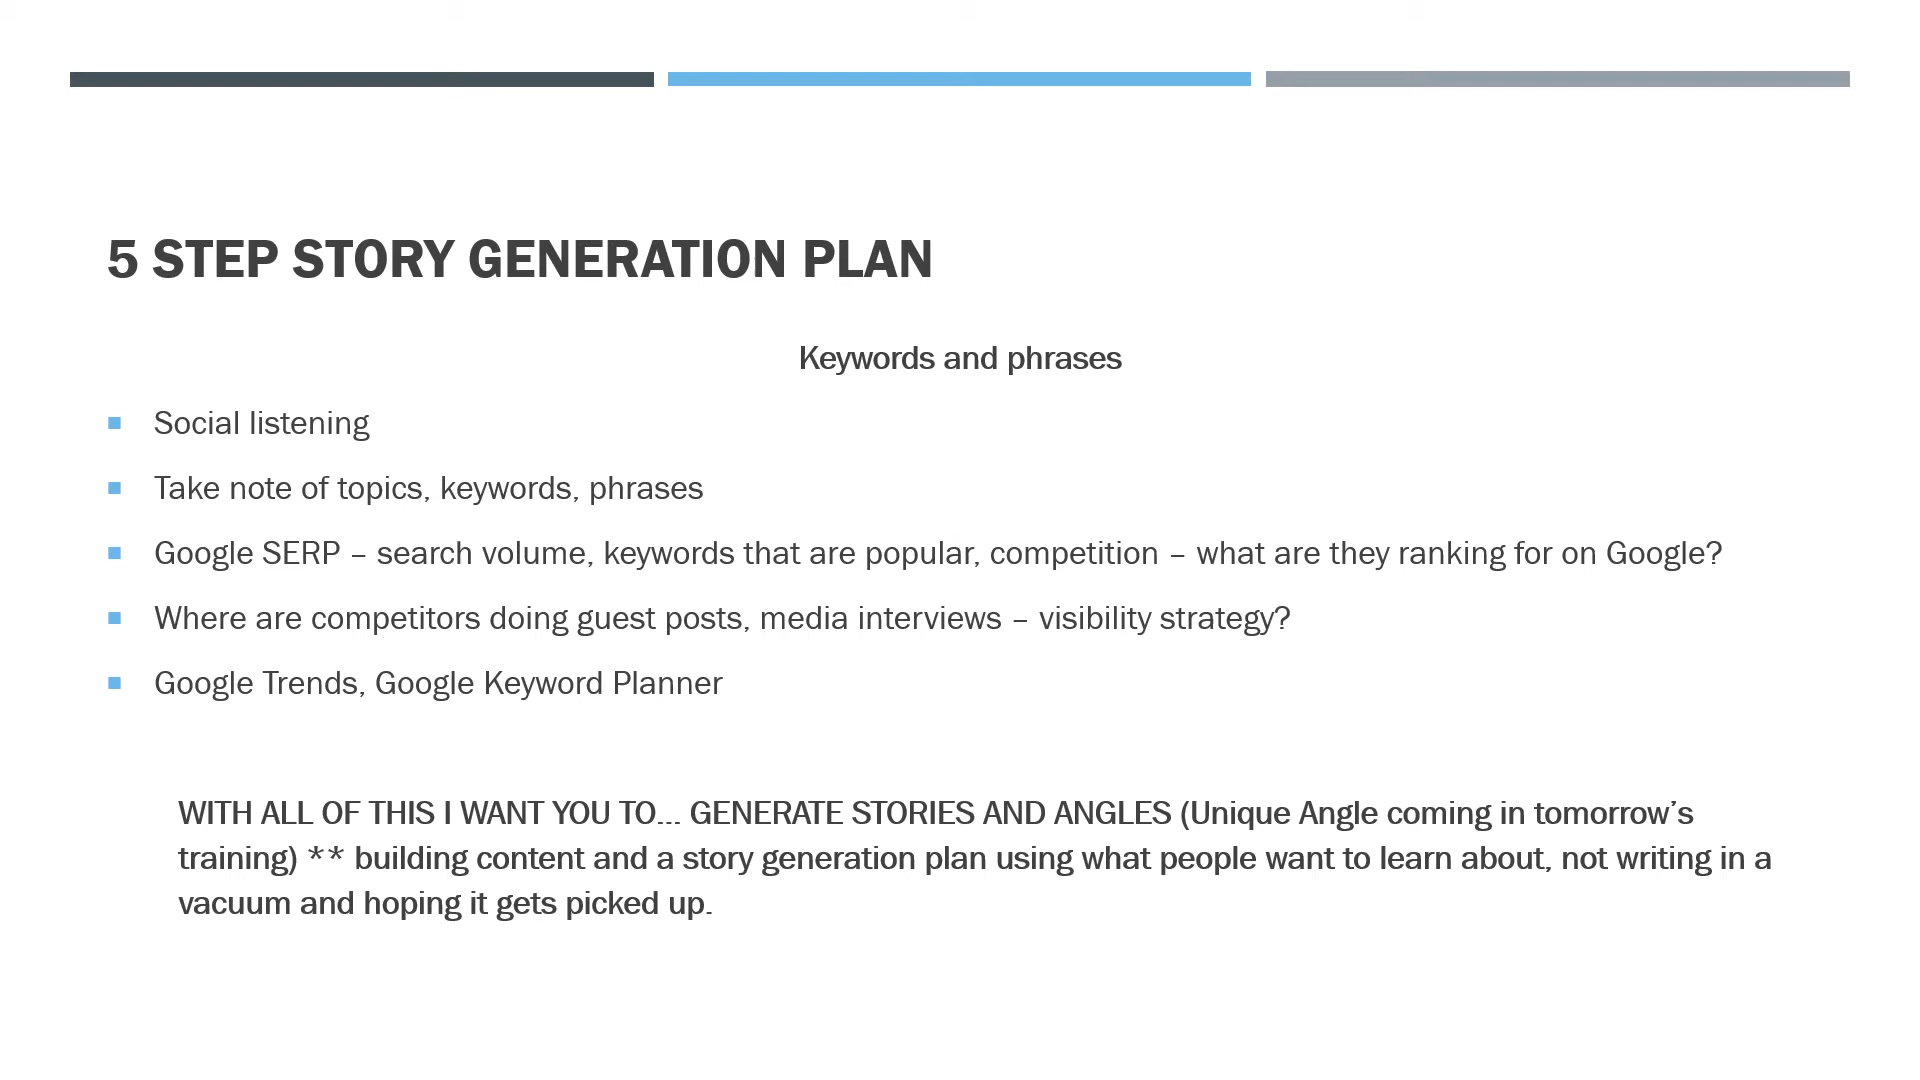 5 STEP STORY GENERATION PLAN
Keywords and phrases
Social listening
Take note of topics, keywords, phrases
Google SERP – search volume, keywords that are popular, competition – what are they ranking for on Google?
Where are competitors doing guest posts, media interviews – visibility strategy?
Google Trends, Google Keyword Planner
WITH ALL OF THIS I WANT YOU TO... GENERATE STORIES AND ANGLES (Unique Angle coming in tomorrow’s
training) ** building content and a story generation plan using what people want to learn about, not writing in a
vacuum and hoping it gets picked up.